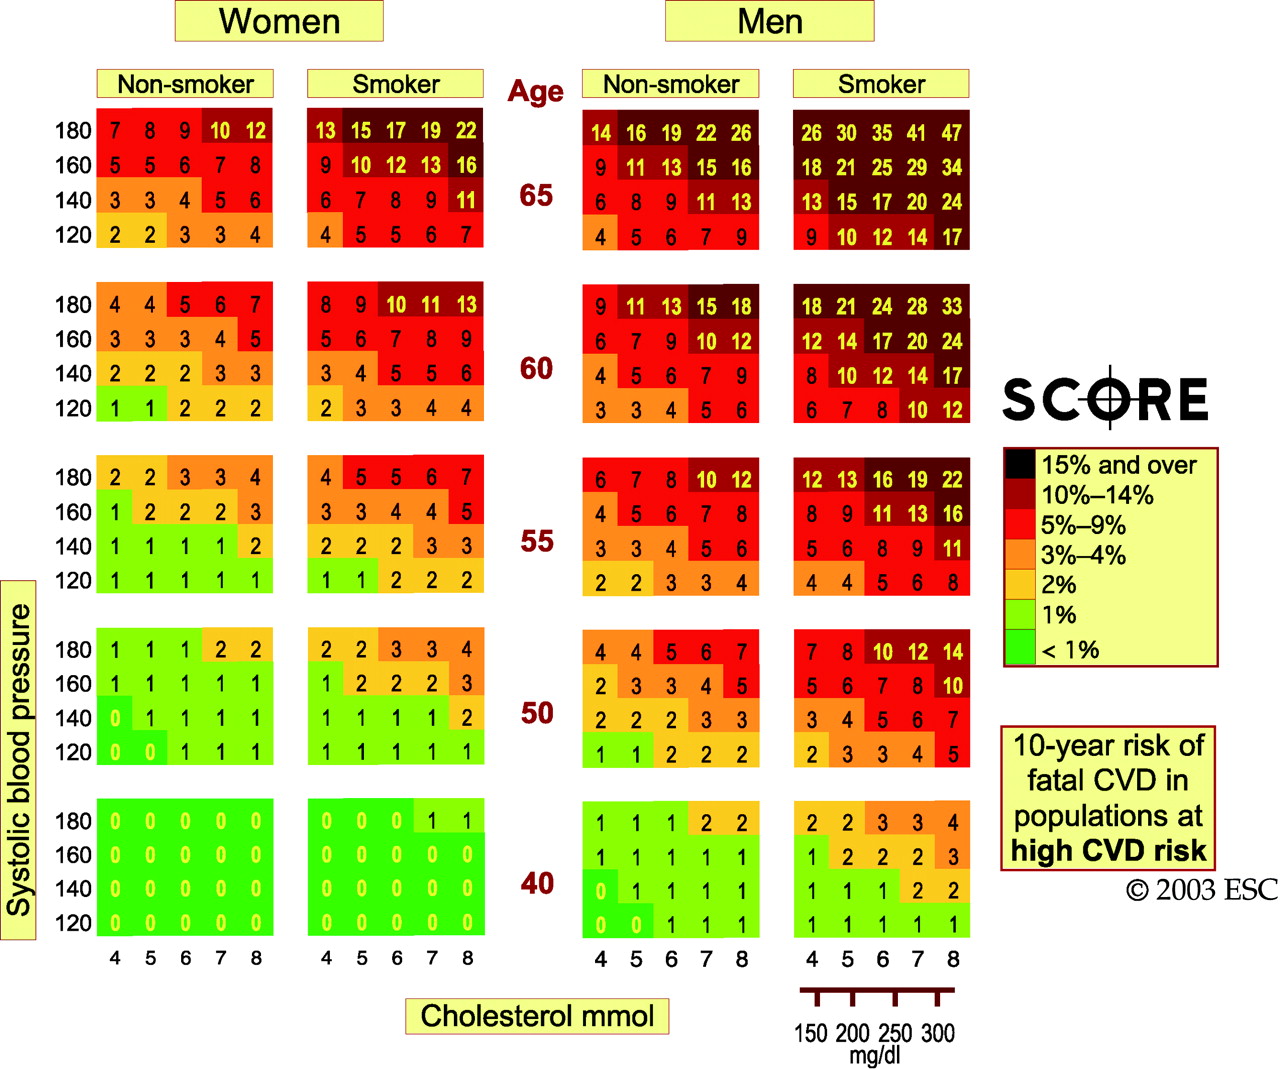 Women Men
Non-smoker Smoker Age Non-smoker Smoker
180 7 8 9 10 12 13 15 17 19 22 14 16 19 22 26 26 30 35 41 47
160 5 5 6 7 8 9 10 12 13 16 9 11 13 15 16 18 21 25 29 34
65
140 3 3 4 5 6 6 7 8 9 11 6 8 9 11 13 13 15 17 20 24
120 2 2 3 3 4 4 5 5 6 7 4 5 6 7 9 9 10 12 14 17
180 4 4 5 6 7 8 9 10 11 13 9 11 13 15 18 18 21 24 28 33
160 3 3 3 4 5 5 6 7 8 9 6 7 9 10 12 12 14 17 20 24
60
140 2 2 2 3 3 3 4 5 5 6 4 5 6 7 9 8 10 12 14 17
120 1 1 2 2 2 2 3 3 4 4 3 3 4 5 6 6 7 8 10 12
180 2 2 3 3 4 4 5 5 6 7 6 7 8 10 12 12 13 16 19 22
160 1 2 2 2 3 3 3 4 4 5 4 5 6 7 8 8 9 11 13 16
55
140 1 1 1 1 2 2 2 2 3 3 3 3 4 5 6 5 6 8 9 11
120 1 1 1 1 1 1 1 2 2 2 2 2 3 3 4 4 4 5 6 8
180 1 1 1 2 2 2 2 3 3 4 4 4 5 6 7 7 8 10 12 14
160 1 1 1 1 1 1 2 2 2 3 2 3 3 4 5 5 6 7 8 10
50
140 0 1 1 1 1 1 1 1 1 2 2 2 2 3 3 3 4 5 6 7
120 0 0 1 1 1 1 1 1 1 1 1 1 2 2 2 2 3 3 4 5
180 0 0 0 0 0 0 0 0 1 1 1 1 1 2 2 2 2 3 3 4
160 0 0 0 0 0 0 0 0 0 0 1 1 1 1 1 1 2 2 2 3
40
140 0 0 0 0 0 0 0 0 0 0 0 1 1 1 1 1 1 1 2 2
120 0 0 0 0 0 0 0 0 0 0 0 0 1 1 1 1 1 1 1 1
4 5 6 7 8 4 5 6 7 8 4 5 6 7 8 4 5 6 7 8
Systolic blood pressure
Cholesterol mmol
150 200 250 300
mg/dl
SCORE
15% and over
10%–14%
5%–9%
3%–4%
2%
1%
< 1%
10-year risk of
fatal CVD in
populations at
high CVD risk
© 2003 ESC